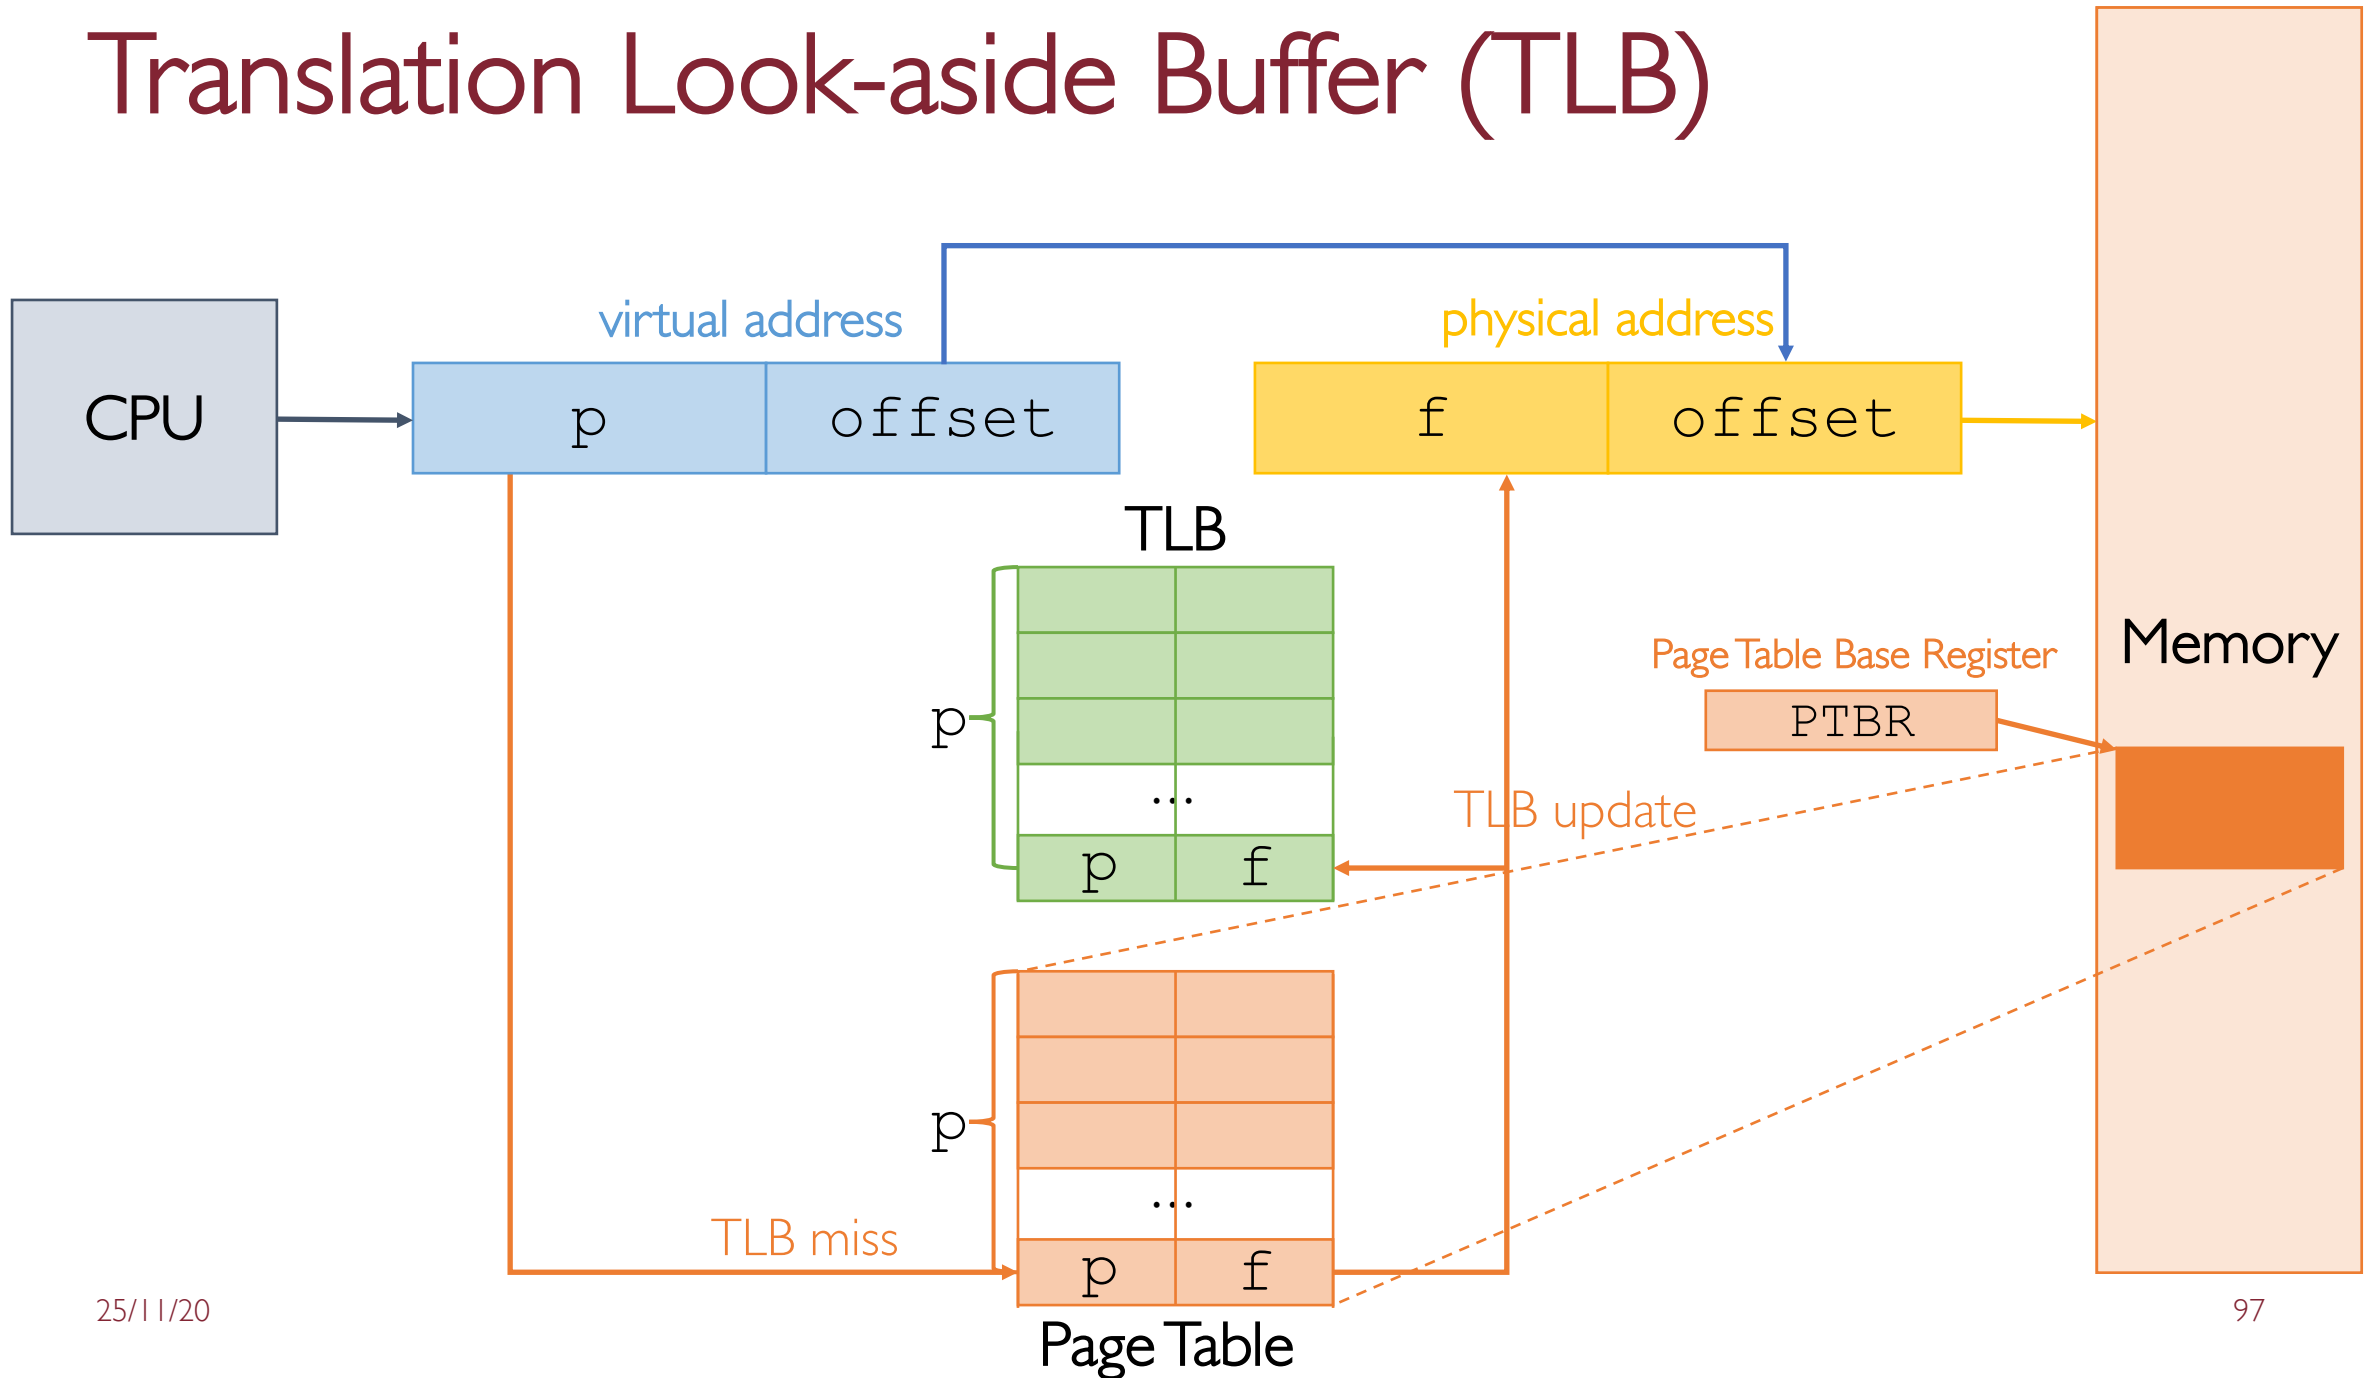 Translation Look-aside Buffer (TLB)
virtual address
physical address
CPU
p
offset
f
offset
TLB
Page Table Base Register
Memory
p
PTBR
...
TLB update
p
f
p
...
TLB miss
p
f
25/11/20
97
Page Table